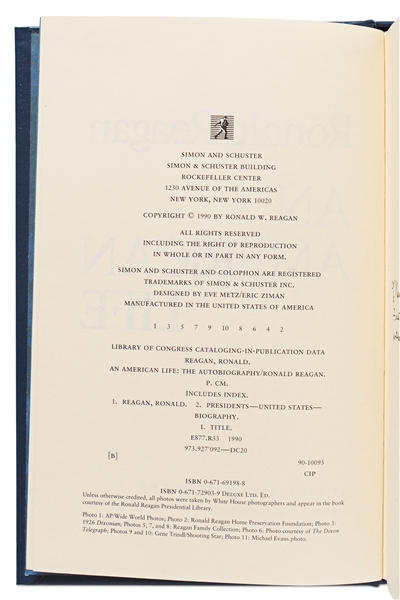 SIMON AND SCHUSTER
SIMON & SCHUSTER BUILDING
ROCKEFELLER CENTER
1230 AVENUE OF THE AMERICAS
NEW YORK, NEW YORK 10020
COPYRIGHT © 1990 BY RONALD W. REAGAN
ALL RIGHTS RESERVED
INCLUDING THE RIGHT OF REPRODUCTION
IN WHOLE OR IN PART IN ANY FORM.
SIMON AND SCHUSTER AND COLOPHON ARE REGISTERED
TRADEMARKS OF SIMON & SCHUSTER INC.
DESIGNED BY EVE METZ/ERIC ZIMAN
MANUFACTURED IN THE UNITED STATES OF AMERICA
1 3 5 7 9 10 8 6 4 2
LIBRARY OF CONGRESS CATALOGING-IN-PUBLICATION DATA
REAGAN, RONALD.
AN AMERICAN LIFE: THE AUTOBIOGRAPHY/RONALD REAGAN.
P. CM.
INCLUDES INDEX.
1. REAGAN, RONALD. 2. PRESIDENTS—UNITED STATES—
BIOGRAPHY.
I. TITLE.
E877.R33 1990
973.927'092—DC20
[B] 90-10093
CIP
ISBN 0-671-69198-8
ISBN 0-671-72903-9 DELUXE LTD. ED.
Unless otherwise credited, all photos were taken by White House photographers and appear in the book
courtesy of the Ronald Reagan Presidential Library.
Photo 1: AP/Wide World Photos; Photo 2: Ronald Reagan Home Preservation Foundation; Photo 3:
1926 Dixonian; Photos 5, 7, and 8: Reagan Family Collection; Photo 6: Photo courtesy of The Dixon
Telegraph; Photos 9 and 10: Gene Trindl/Shooting Star; Photo 11: Michael Evans photo.